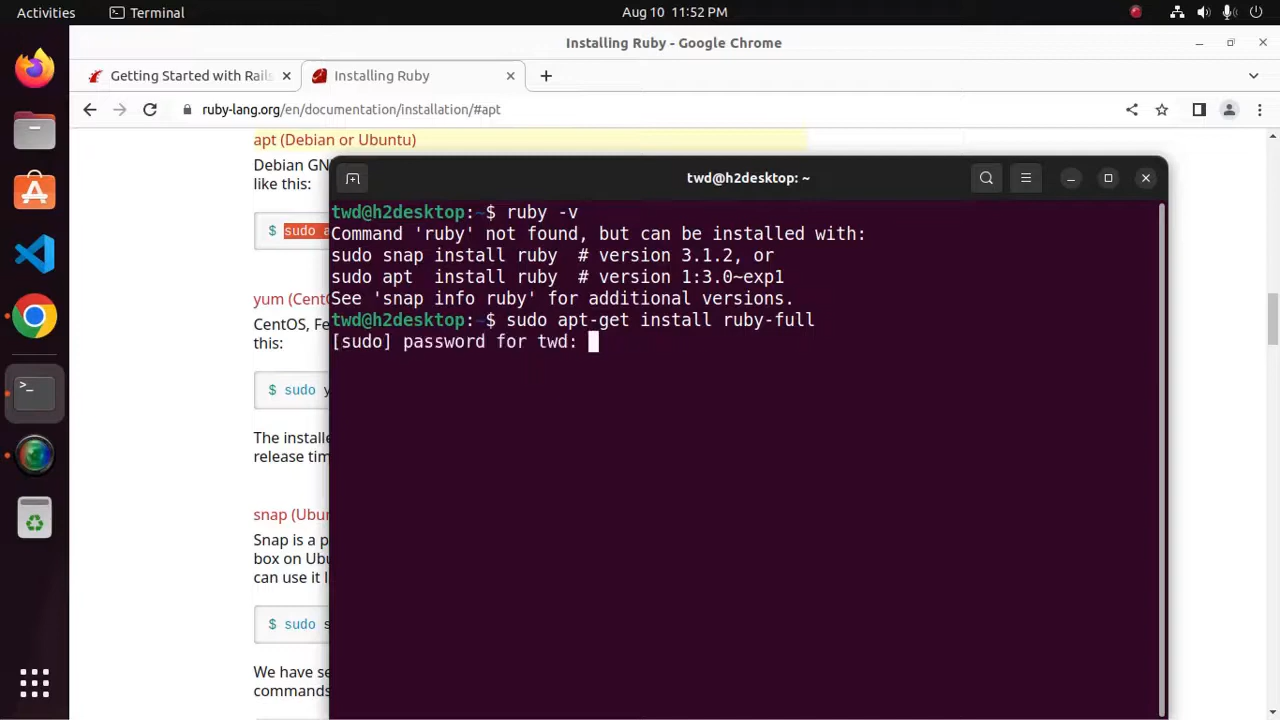 Activities
Terminal
Aug 10 11:52 PM
Installing Ruby - Google Chrome
Getting Started with Rails
Installing Ruby
ruby-lang.org/en/documentation/installation/#apt
apt (Debian or Ubuntu)
Debian GN
like this:
$ sudo a
yum (Cent
CentOS, Fe
this:
$ sudo y
The installe
release tim
snap (Ubun
Snap is a p
box on Ubu
can use it l
$ sudo s
We have se
commands
twd@h2desktop: ~
twd@h2desktop:~$ ruby -v
Command 'ruby' not found, but can be installed with:
sudo snap install ruby  # version 3.1.2, or
sudo apt  install ruby  # version 1:3.0~exp1
See 'snap info ruby' for additional versions.
twd@h2desktop:~$ sudo apt-get install ruby-full
[sudo] password for twd: